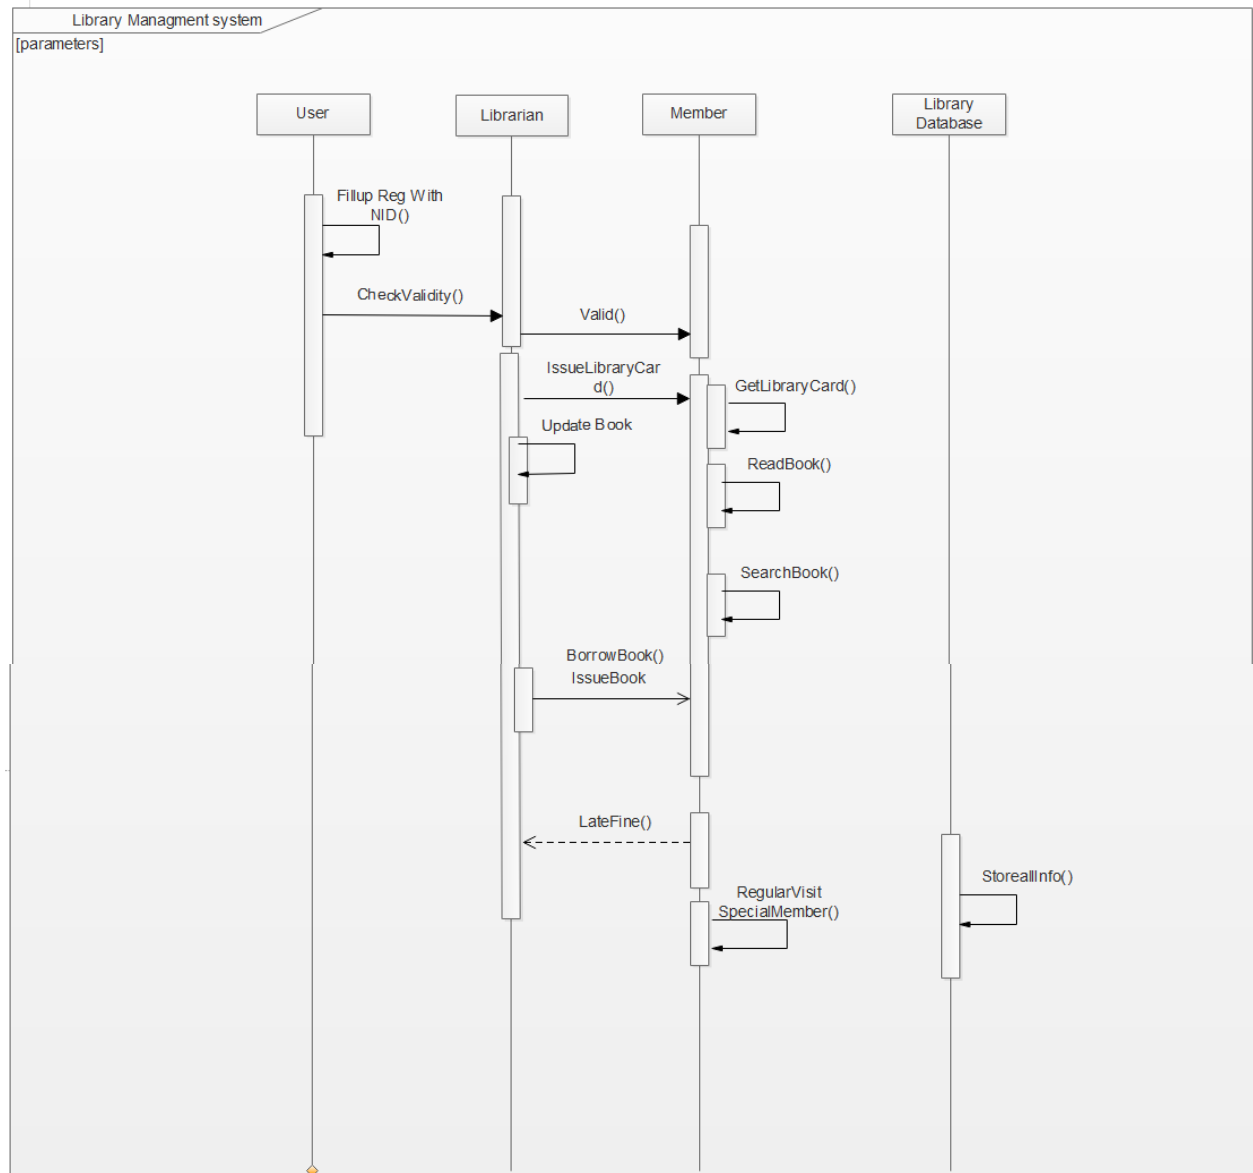 Library Managment system
[parameters]
User
Librarian
Member
Library
Database
Fillup Reg With
NID()
CheckValidity()
Valid()
IssueLibraryCar
d()
GetLibraryCard()
Update Book
ReadBook()
SearchBook()
BorrowBook()
IssueBook
LateFine()
StoreallInfo()
RegularVisit
SpecialMember()